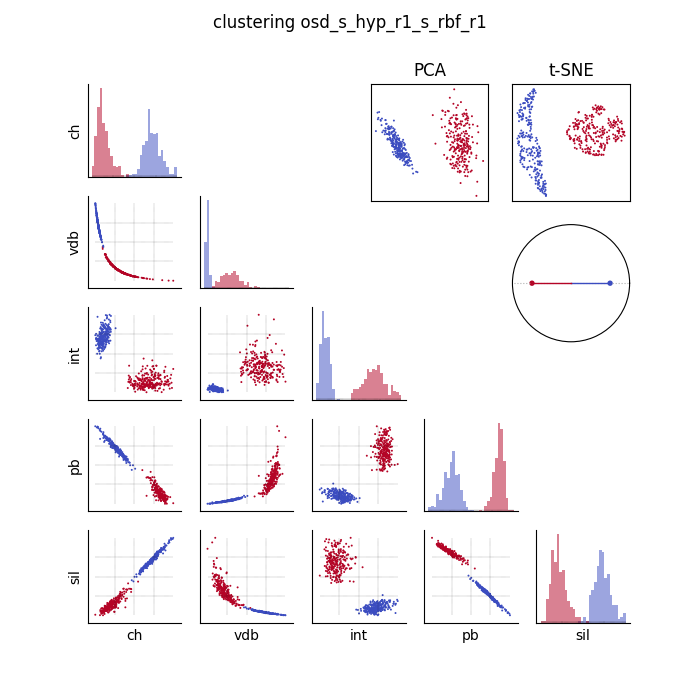 clustering osd_s_hyp_r1_s_rbf_r1
PCA
t-SNE
ch
vdb
int
pb
sil
ch
vdb
int
pb
sil